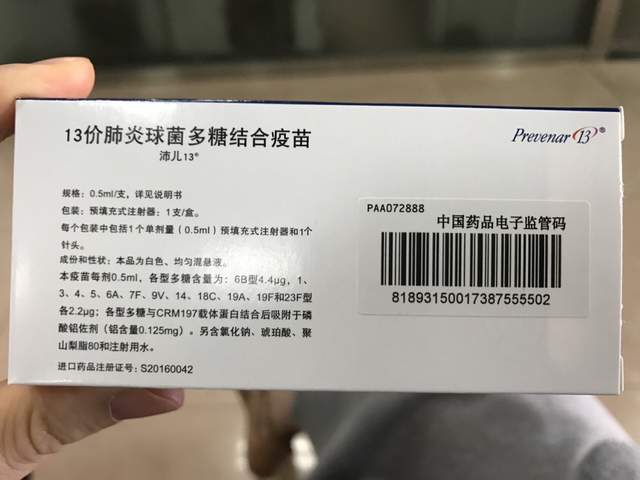 13价肺炎球菌多糖结合疫苗
沛儿13®
Prevenar 13®
规格：0.5ml/支，详见说明书
包装：预填充式注射器：1支/盒。
每个包装中包括1个单剂量（0.5ml）预填充式注射器和1个
针头。
成份和性状：本品为白色、均匀混悬液。
本疫苗每剂0.5ml，各型多糖含量为：6B型4.4μg，1、
3、4、5、6A、7F、9V、14、18C、19A、19F和23F型
各2.2μg；各型多糖与CRM197载体蛋白结合后吸附于磷
酸铝佐剂（铝含量0.125mg）。另含氯化钠、琥珀酸、聚
山梨脂80和注射用水。
进口药品注册证号：S20160042
PAA072888
中国药品电子监管码
81893150017387555502